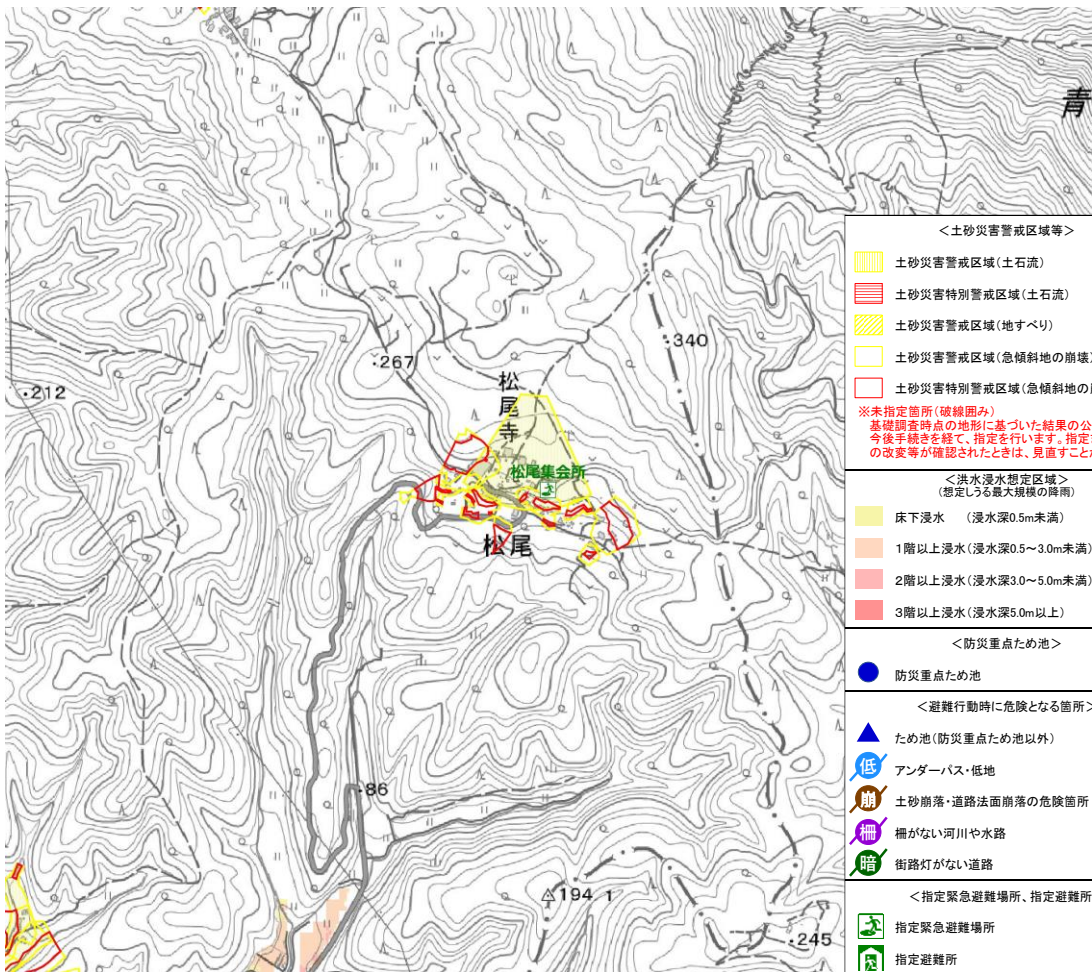 青
・340
・267
・212
松尾寺
松尾集会所
松尾
・86
194 1
・245
＜土砂災害警戒区域等＞
土砂災害警戒区域(土石流)
土砂災害特別警戒区域(土石流)
土砂災害警戒区域(地すべり)
土砂災害警戒区域(急傾斜地の崩壊
土砂災害特別警戒区域(急傾斜地の
※未指定箇所(破線囲み)
基礎調査時点の地形に基づいた結果の公
今後手続きを経て、指定を行います。指定
の改変等が確認されたときは、見直すことが
＜洪水浸水想定区域＞
(想定しうる最大規模の降雨)
床下浸水　(浸水深0.5m未満)
1階以上浸水(浸水深0.5～3.0m未満)
2階以上浸水(浸水深3.0～5.0m未満)
3階以上浸水(浸水深5.0m以上)
＜防災重点ため池＞
防災重点ため池
＜避難行動時に危険となる箇所＞
ため池(防災重点ため池以外)
低 アンダーパス・低地
崩 土砂崩落・道路法面崩落の危険箇所
柵 柵がない河川や水路
暗 街路灯がない道路
＜指定緊急避難場所、指定避難所
指定緊急避難場所
指定避難所